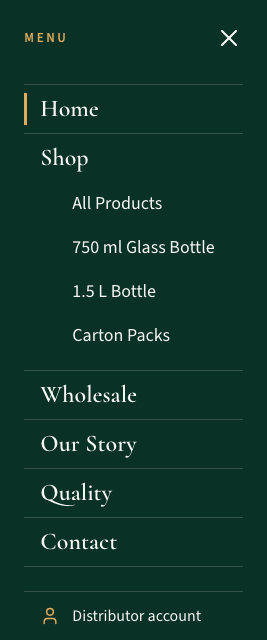 MENU
Home
Shop
All Products
750 ml Glass Bottle
1.5 L Bottle
Carton Packs
Wholesale
Our Story
Quality
Contact
Distributor account